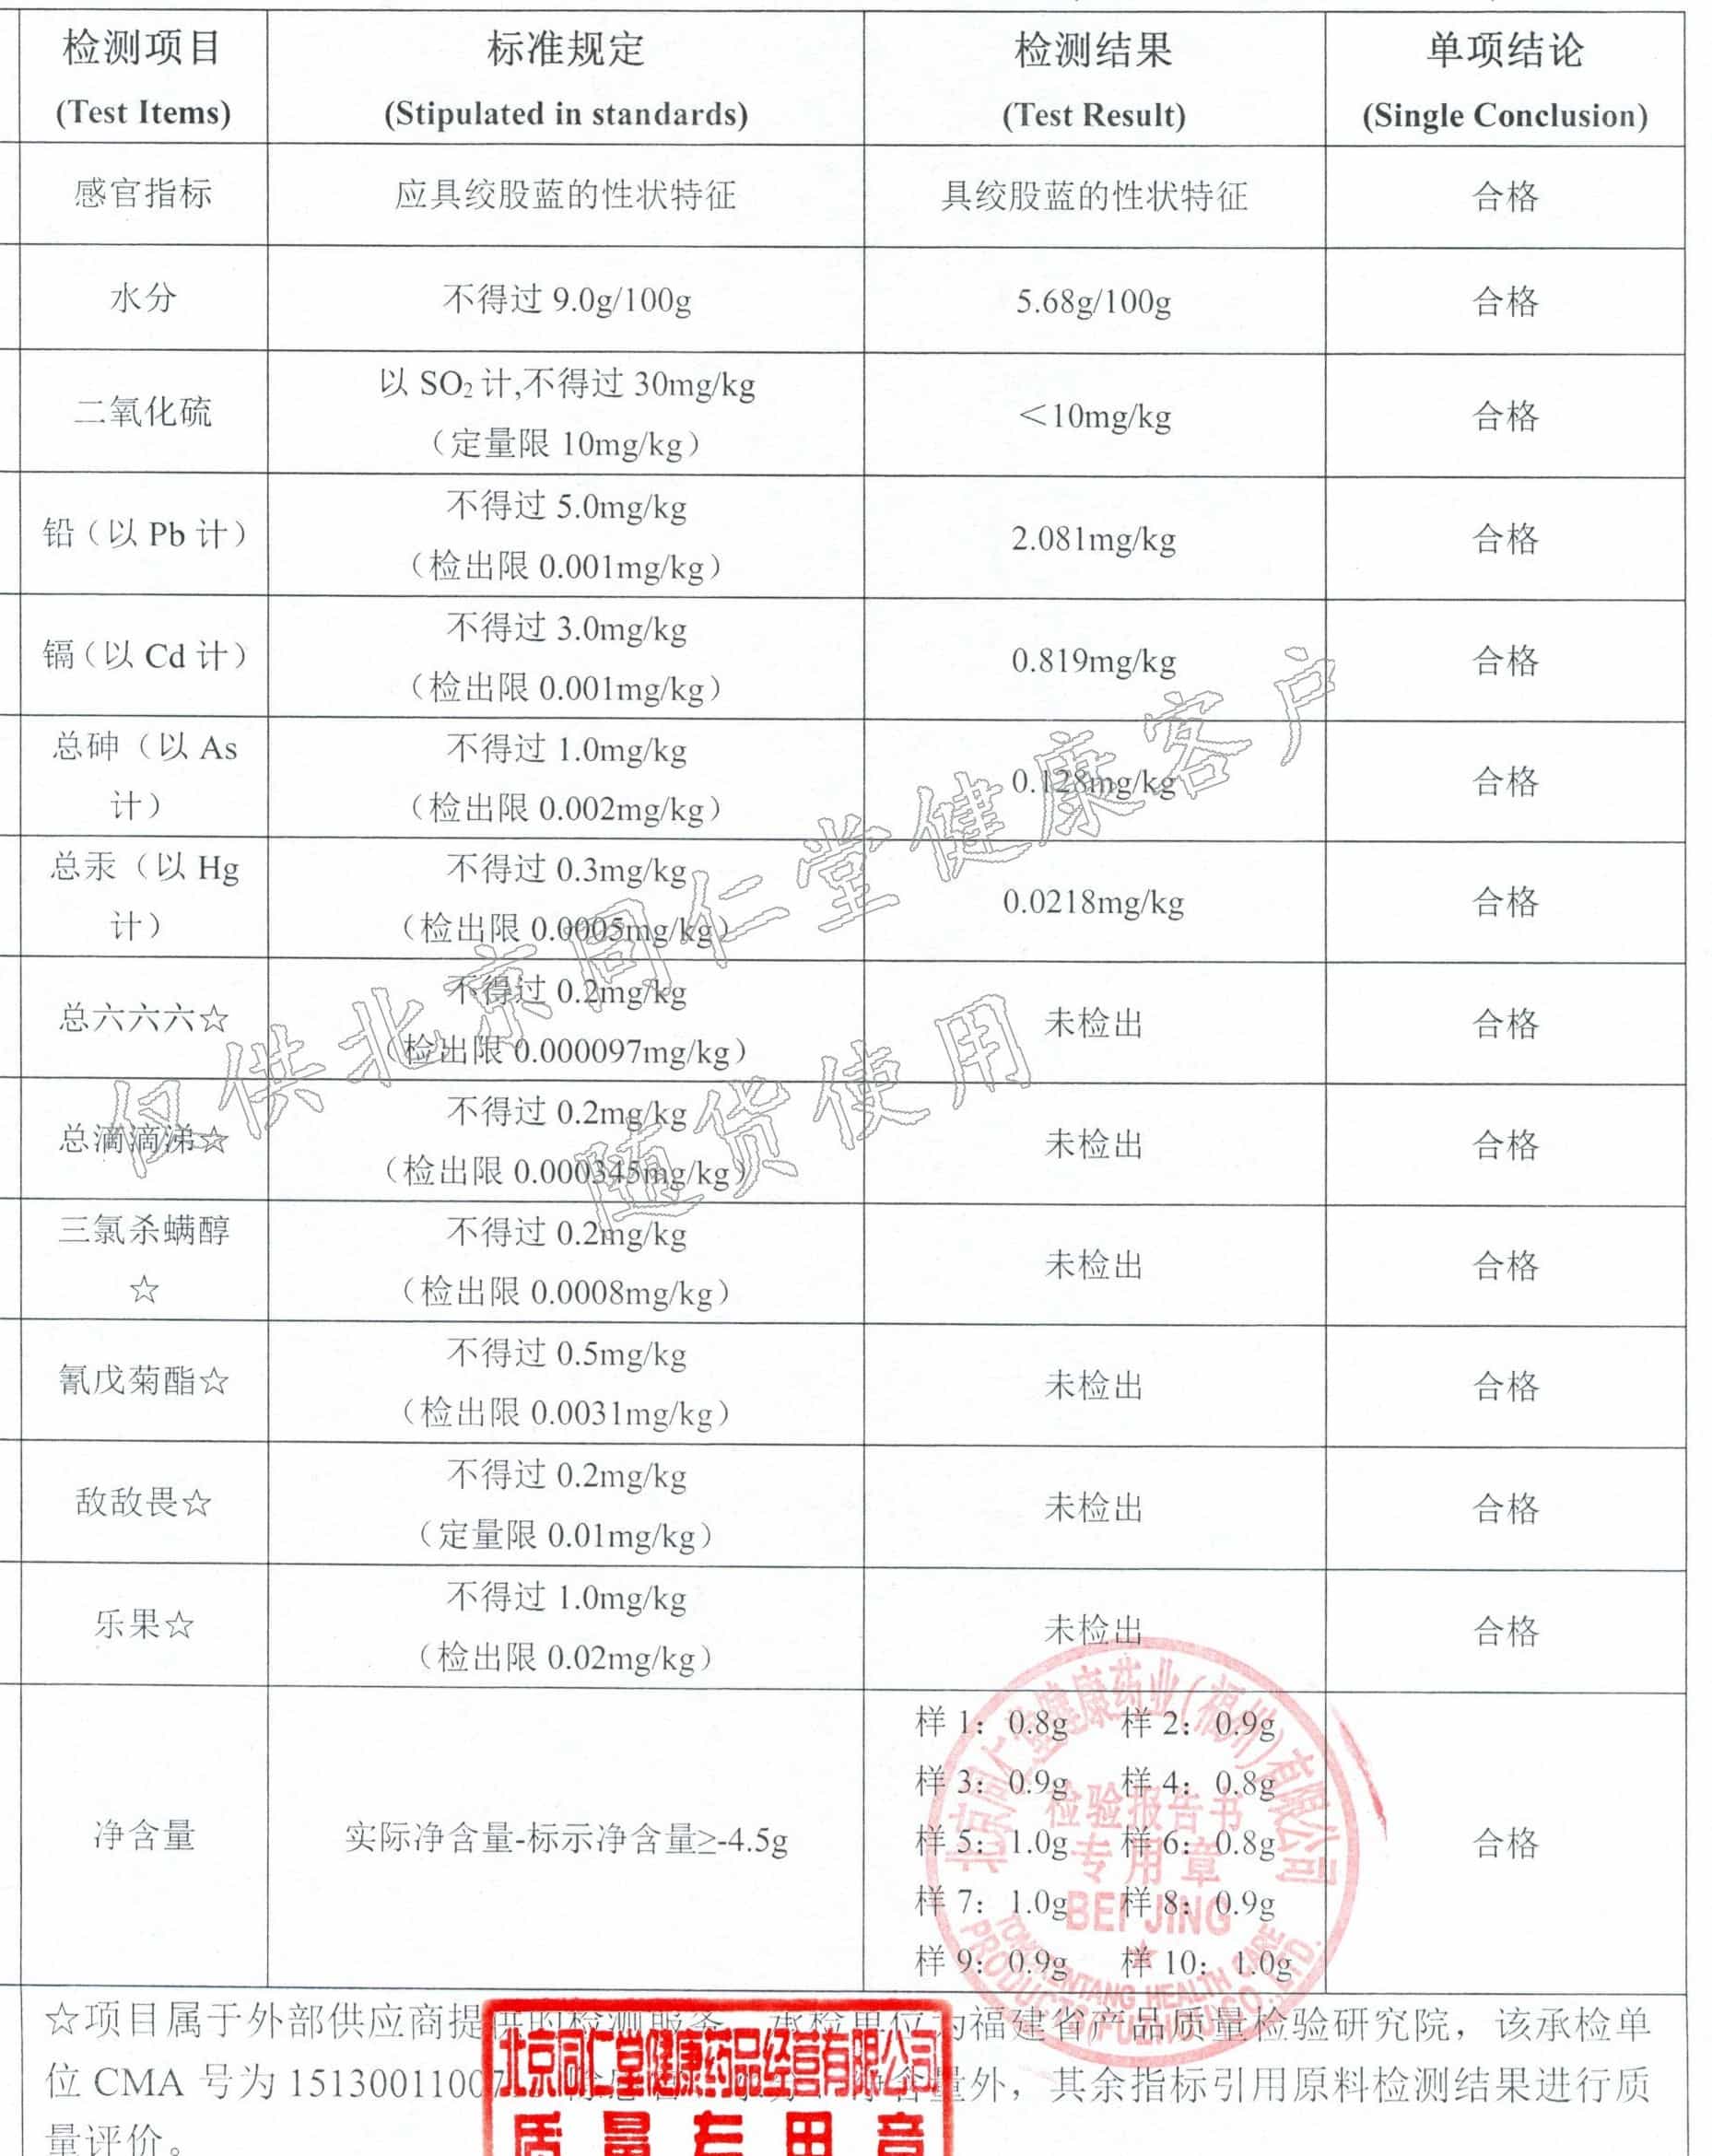 检测项目 标准规定 检测结果 单项结论
(Test Items) (Stipulated in standards) (Test Result) (Single Conclusion)
感官指标 应具绞股蓝的性状特征 具绞股蓝的性状特征 合格
水分 不得过 9.0g/100g 5.68g/100g 合格
二氧化硫 以 SO₂ 计,不得过 30mg/kg <10mg/kg 合格
（定量限 10mg/kg）
铅（以 Pb 计） 不得过 5.0mg/kg 2.081mg/kg 合格
（检出限 0.001mg/kg）
镉（以 Cd 计） 不得过 3.0mg/kg 0.819mg/kg 合格
（检出限 0.001mg/kg）
总砷（以 As 不得过 1.0mg/kg 0.128mg/kg 合格
计） （检出限 0.002mg/kg）
总汞（以 Hg 不得过 0.3mg/kg 0.0218mg/kg 合格
计） （检出限 0.0005mg/kg）
总六六六☆ 不得过 0.2mg/kg 未检出 合格
（检出限 0.000097mg/kg）
总滴滴涕☆ 不得过 0.2mg/kg 未检出 合格
（检出限 0.000345mg/kg）
三氯杀螨醇 不得过 0.2mg/kg 未检出 合格
☆ （检出限 0.0008mg/kg）
氰戊菊酯☆ 不得过 0.5mg/kg 未检出 合格
（检出限 0.0031mg/kg）
敌敌畏☆ 不得过 0.2mg/kg 未检出 合格
（定量限 0.01mg/kg）
乐果☆ 不得过 1.0mg/kg 未检出 合格
（检出限 0.02mg/kg）
净含量 实际净含量-标示净含量≥-4.5g 合格
样 1：0.8g 样 2：0.9g
样 3：0.9g 样 4：0.8g
样 5：1.0g 样 6：0.8g
样 7：1.0g 样 8：0.9g
样 9：0.9g 样 10：1.0g
☆项目属于外部供应商提供的检测服务，承检单位为福建省产品质量检验研究院，该承检单
位 CMA 号为 15130011007 量外，其余指标引用原料检测结果进行质
量评价。
仅供北京同仁堂健康客户
随货使用
北京同仁堂健康药业(福州)有限公司
检验报告书
专用章
BEIJING
TONGRENTANG HEALTH CARE
PRODUCT(FUZHOU)CO.,LTD.
北京同仁堂健康药品经营有限公司
质量专用章